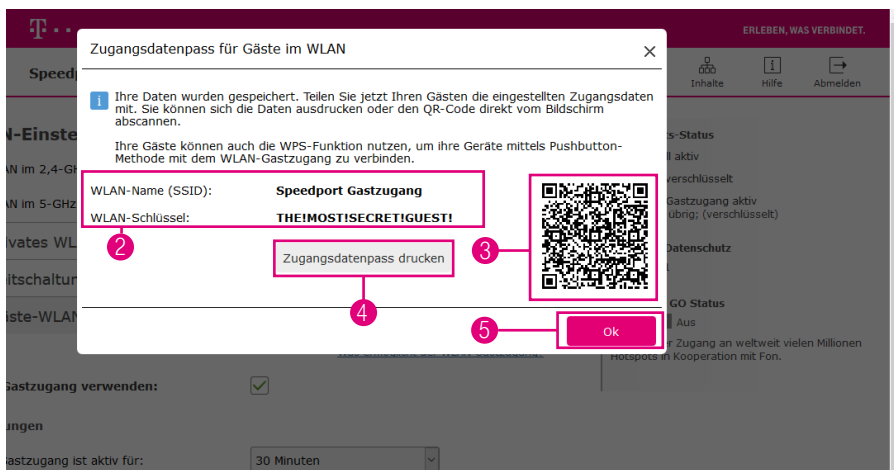 T
ERLEBEN, WAS VERBINDET.
Speedp
Inhalte
Hilfe
Abmelden
Zugangsdatenpass für Gäste im WLAN
i Ihre Daten wurden gespeichert. Teilen Sie jetzt Ihren Gästen die eingestellten Zugangsdaten
mit. Sie können sich die Daten ausdrucken oder den QR-Code direkt vom Bildschirm
abscannen.
Ihre Gäste können auch die WPS-Funktion nutzen, um ihre Geräte mittels Pushbutton-
Methode mit dem WLAN-Gastzugang zu verbinden.
WLAN-Name (SSID): Speedport Gastzugang
WLAN-Schlüssel: THE!MOST!SECRET!GUEST!
2
3
Zugangsdatenpass drucken
4
5
Ok
N-Einste
AN im 2,4-GH
AN im 5-GHz
ivates WL
itschaltun
iste-WLAN
s-Status
ll aktiv
verschlüsselt
Gastzugang aktiv
übrig; (verschlüsselt)
Datenschutz
GO Status
Aus
r Zugang an weltweit vielen Millionen
Hotspots in Kooperation mit Fon.
Gastzugang verwenden:
ungen
Gastzugang ist aktiv für: 30 Minuten